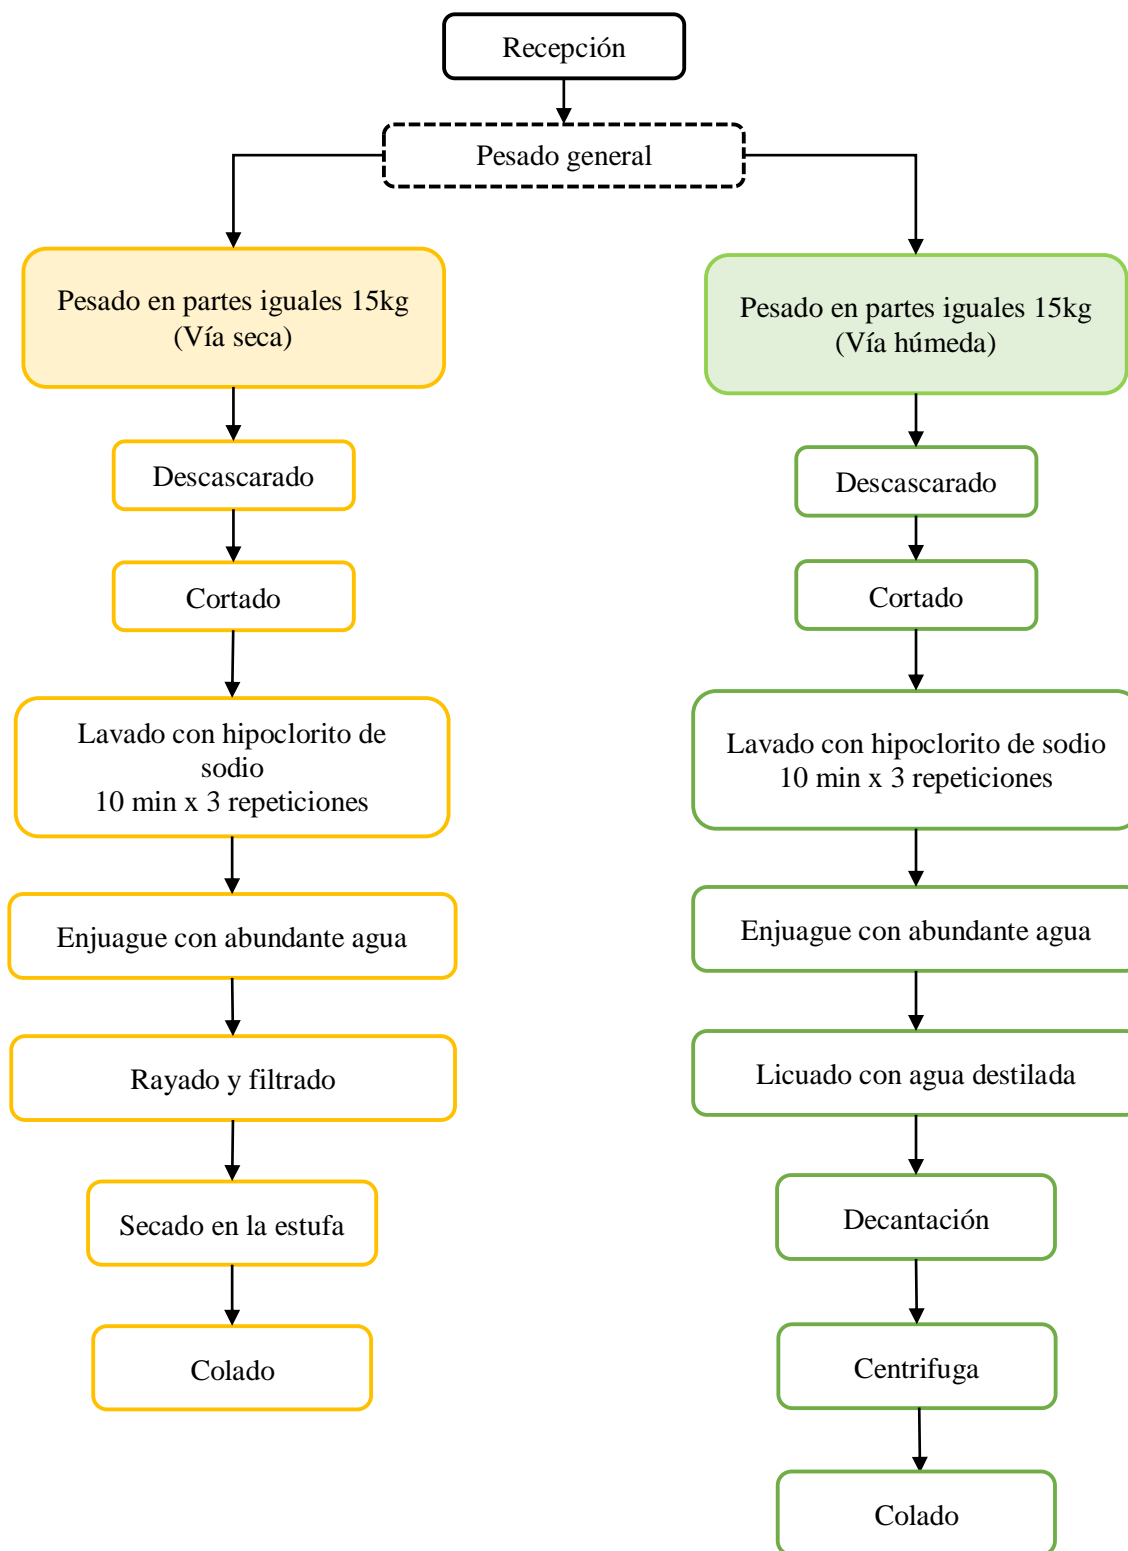 Recepción
Pesado general
Pesado en partes iguales 15kg
(Vía seca)
Descascarado
Cortado
Lavado con hipoclorito de
sodio
10 min x 3 repeticiones
Enjuague con abundante agua
Rayado y filtrado
Secado en la estufa
Colado
Pesado en partes iguales 15kg
(Vía húmeda)
Descascarado
Cortado
Lavado con hipoclorito de sodio
10 min x 3 repeticiones
Enjuague con abundante agua
Licuado con agua destilada
Decantación
Centrifuga
Colado